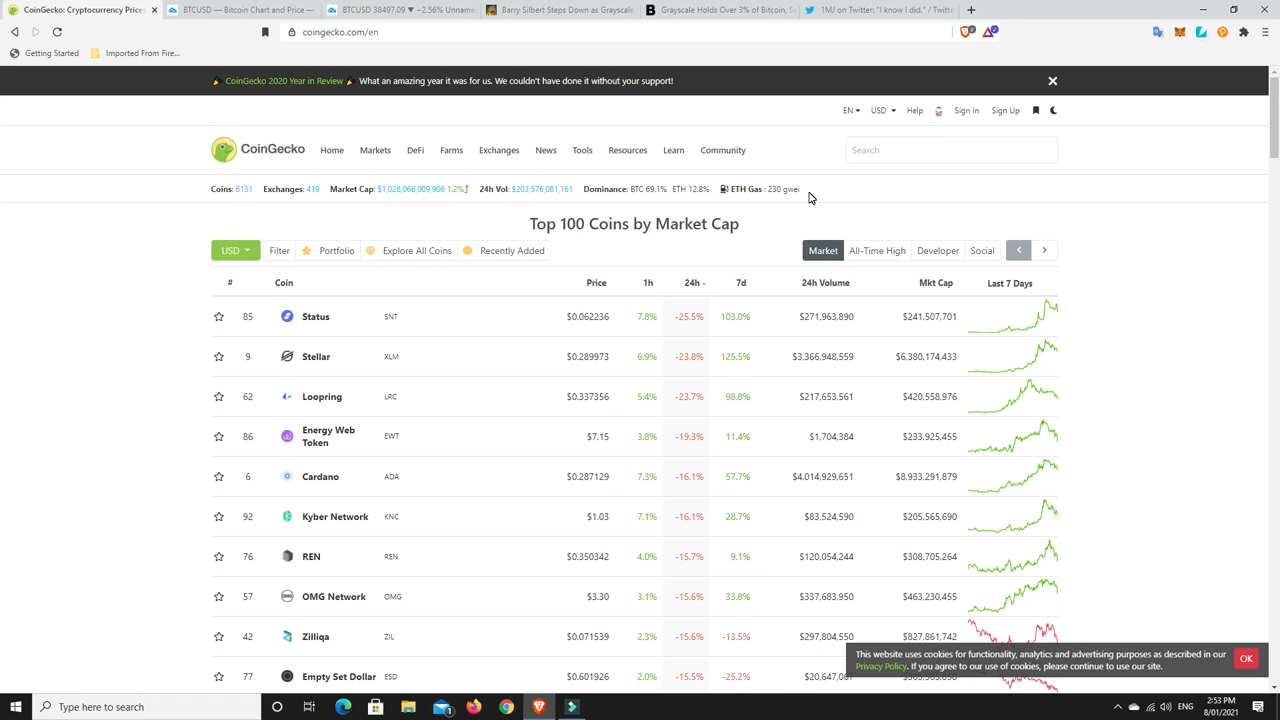 CoinGecko: Cryptocurrency Prices
BTCUSD — Bitcoin Chart and Price —
BTCUSD 38497.09 ▼ −2.56% Unname
Barry Silbert Steps Down as Grayscale
Grayscale Holds Over 3% of Bitcoin, S
1MJ on Twitter: "I know I did." / Twitte
coingecko.com/en
Getting Started
Imported From Fire...
CoinGecko 2020 Year in Review What an amazing year it was for us. We couldn't have done it without your support!
EN USD Help Sign In Sign Up
CoinGecko Home Markets DeFi Farms Exchanges News Tools Resources Learn Community Search
Coins: 6131 Exchanges: 419 Market Cap: $1,028,066,009,906 1.2% 24h Vol: $203,576,081,161 Dominance: BTC 69.1% ETH 12.8% ETH Gas : 230 gwei
Top 100 Coins by Market Cap
USD Filter Portfolio Explore All Coins Recently Added Market All-Time High Developer Social
# Coin Price 1h 24h 7d 24h Volume Mkt Cap Last 7 Days
85 Status SNT $0.062236 7.8% -25.5% 103.0% $271,963,890 $241,507,701
9 Stellar XLM $0.289973 6.9% -23.8% 125.5% $3,366,948,559 $6,380,174,433
62 Loopring LRC $0.337356 5.4% -23.7% 98.8% $217,653,561 $420,558,976
86 Energy Web Token EWT $7.15 3.8% -19.3% 11.4% $1,704,384 $233,925,455
6 Cardano ADA $0.287129 7.3% -16.1% 57.7% $4,014,929,651 $8,933,291,879
92 Kyber Network KNC $1.03 7.1% -16.1% 28.7% $83,524,590 $205,565,690
76 REN REN $0.350342 4.0% -15.7% 9.1% $120,054,244 $308,705,264
57 OMG Network OMG $3.30 3.1% -15.6% 33.8% $337,683,950 $463,230,455
42 Zilliqa ZIL $0.071539 2.3% -15.6% -13.5% $297,804,550 $827,861,742
77 Empty Set Dollar ESD $0.601926 2.0% -15.5% -25.2%
This website uses cookies for functionality, analytics and advertising purposes as described in our
Privacy Policy. If you agree to our use of cookies, please continue to use our site.
OK
Type here to search
ENG
2:53 PM
8/01/2021